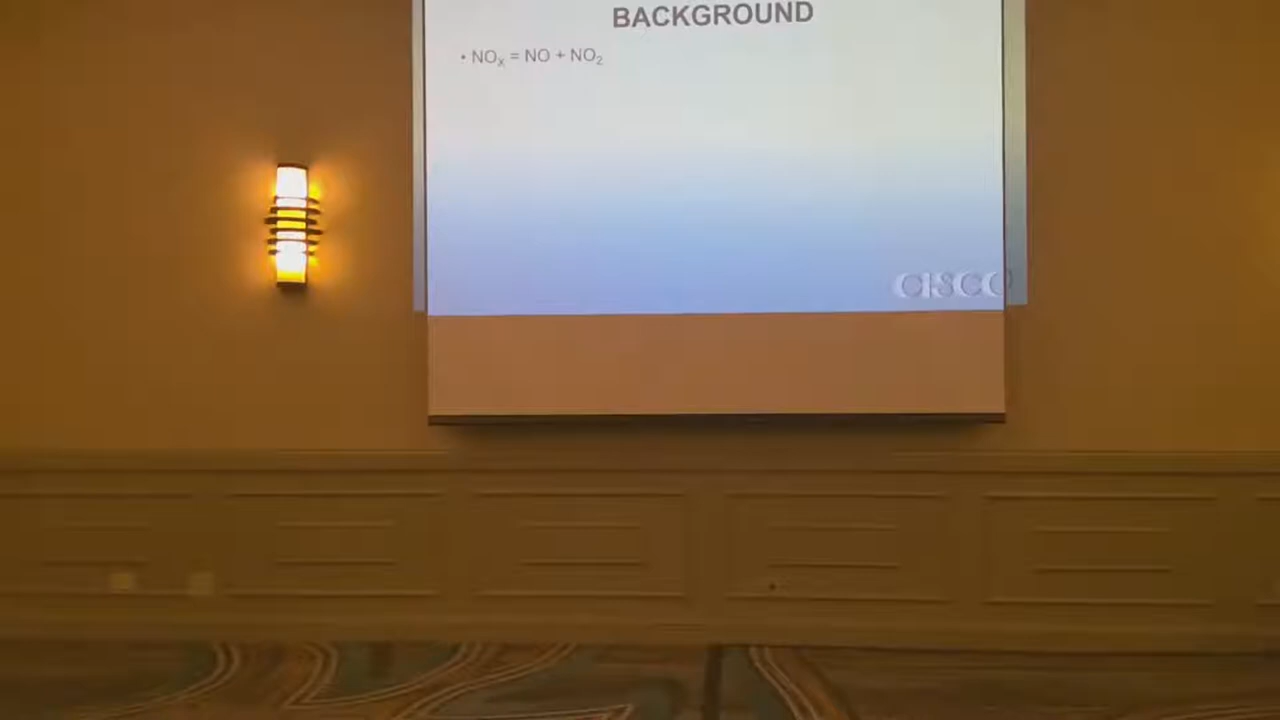 BACKGROUND
• NOₓ = NO + NO₂
CISCO